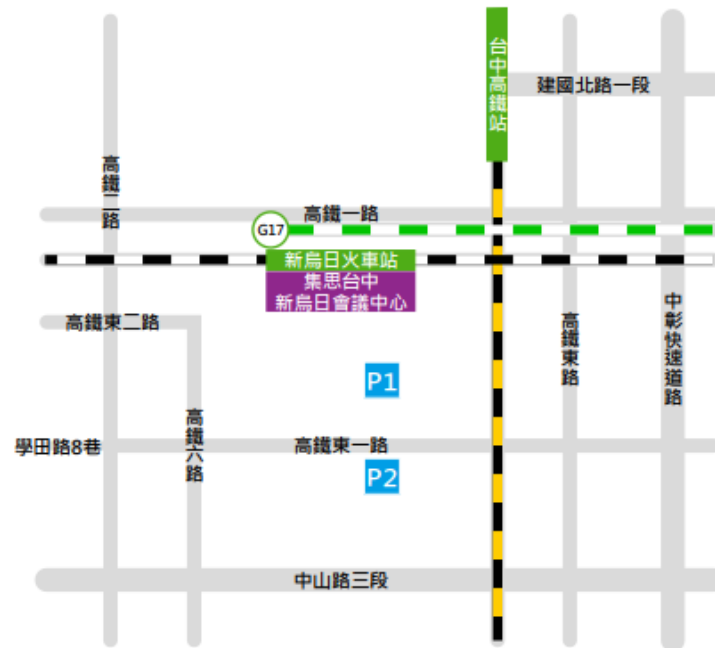 台中高鐵站
建國北路一段
高鐵二路
高鐵一路
G17
新烏日火車站
集思台中
新烏日會議中心
高鐵東二路
高鐵東路
中彰快速道路
P1
高鐵六路
學田路8巷
高鐵東一路
P2
中山路三段